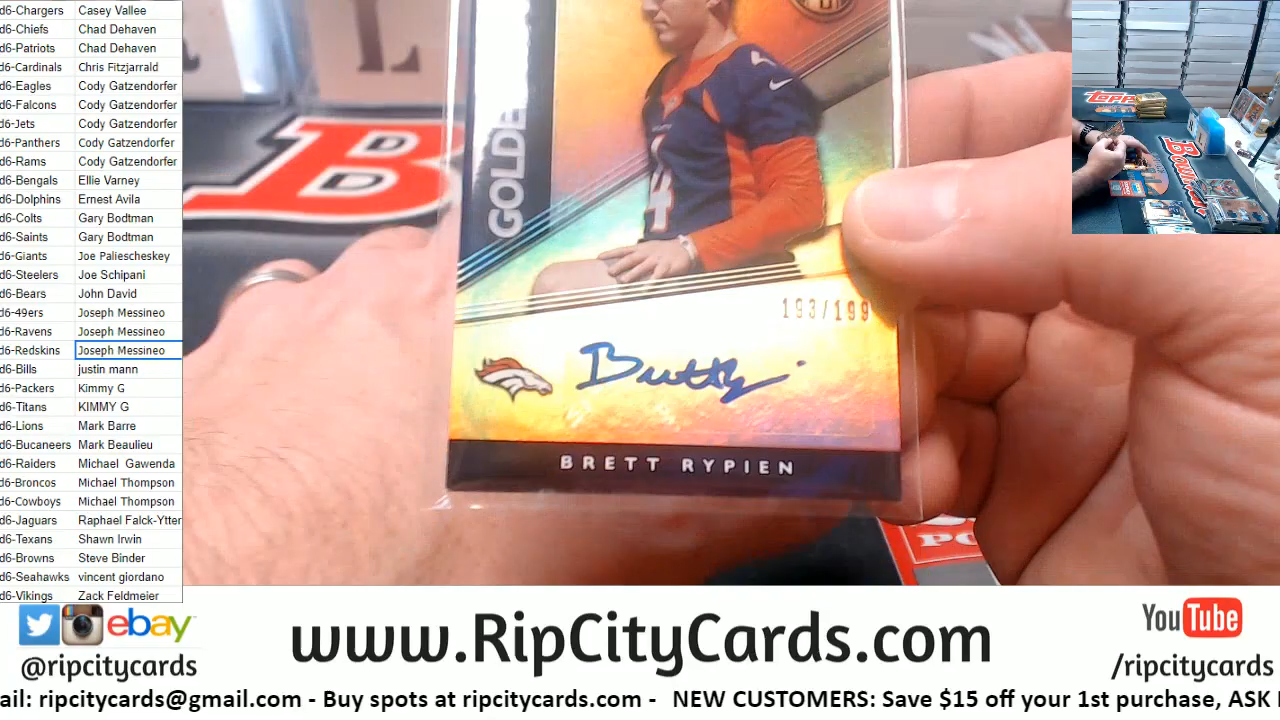 d6-Chargers Casey Vallee
d6-Chiefs Chad Dehaven
d6-Patriots Chad Dehaven
d6-Cardinals Chris Fitzjarrald
d6-Eagles Cody Gatzendorfer
d6-Falcons Cody Gatzendorfer
d6-Jets Cody Gatzendorfer
d6-Panthers Cody Gatzendorfer
d6-Rams Cody Gatzendorfer
d6-Bengals Ellie Varney
d6-Dolphins Ernest Avila
d6-Colts Gary Bodtman
d6-Saints Gary Bodtman
d6-Giants Joe Paliescheskey
d6-Steelers Joe Schipani
d6-Bears John David
d6-49ers Joseph Messineo
d6-Ravens Joseph Messineo
d6-Redskins Joseph Messineo
d6-Bills justin mann
d6-Packers Kimmy G
d6-Titans KIMMY G
d6-Lions Mark Barre
d6-Bucaneers Mark Beaulieu
d6-Raiders Michael Gawenda
d6-Broncos Michael Thompson
d6-Cowboys Michael Thompson
d6-Jaguars Raphael Falck-Ytter
d6-Texans Shawn Irwin
d6-Browns Steve Binder
d6-Seahawks vincent giordano
d6-Vikings Zack Feldmeier
GOLDE
4
193/199
BRETT RYPIEN
B
L
PO
Topps
Bowman
ebay
@ripcitycards
www.RipCityCards.com
YouTube
/ripcitycards
ail: ripcitycards@gmail.com - Buy spots at ripcitycards.com - NEW CUSTOMERS: Save $15 off your 1st purchase, ASK